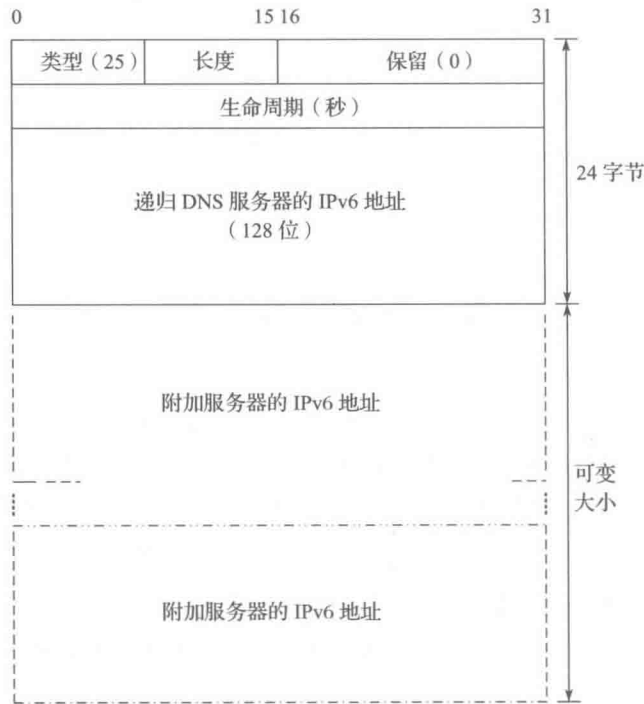 0 15 16 31
类型（25） 长度 保留（0）
生命周期（秒）
24 字节
递归 DNS 服务器的 IPv6 地址
（128 位）
附加服务器的 IPv6 地址
可变
大小
附加服务器的 IPv6 地址